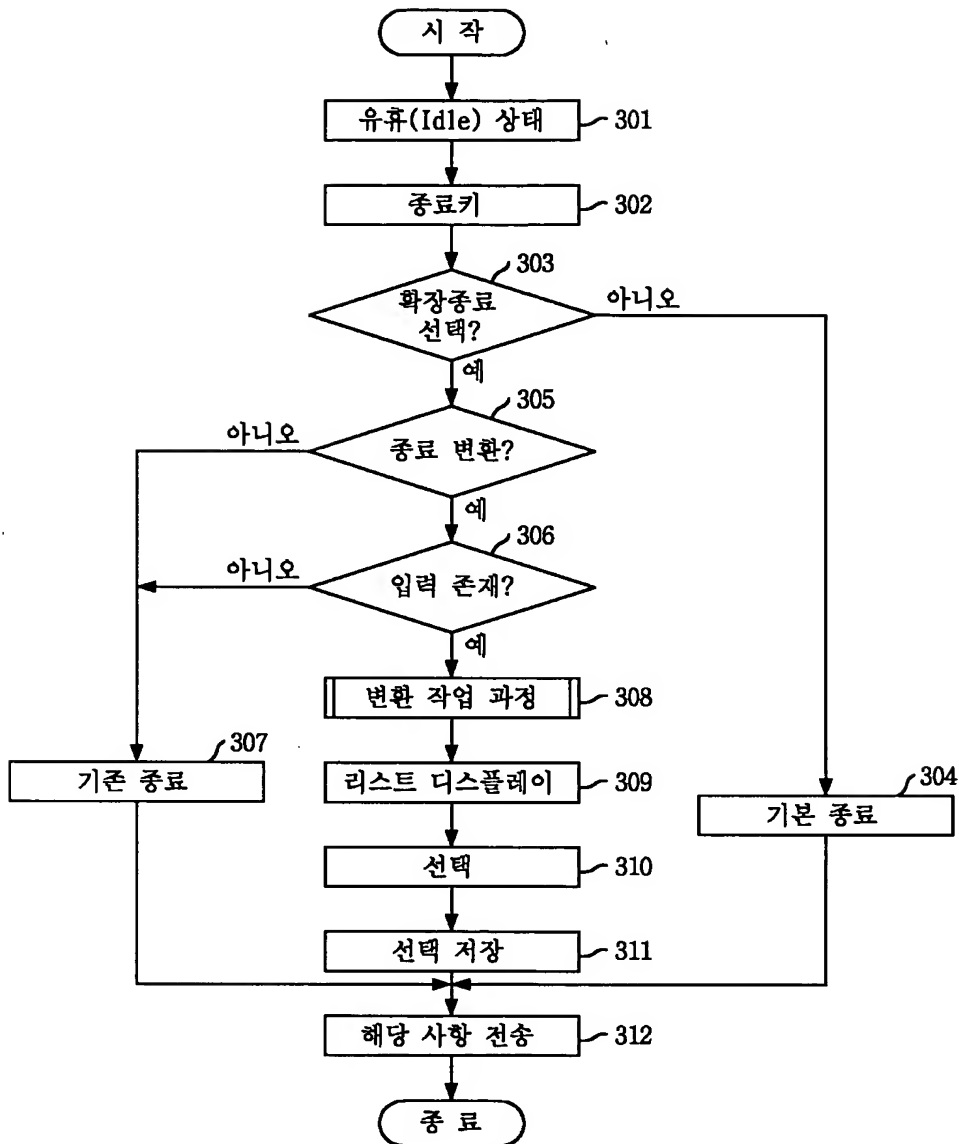 시 작
유휴(Idle) 상태
301
종료키
302
303
확장종료
선택?
아니오
예
305
아니오
종료 변환?
예
306
아니오
입력 존재?
예
변환 작업 과정
308
307
기존 종료
리스트 디스플레이
309
304
기본 종료
선택
310
선택 저장
311
해당 사항 전송
312
종 료